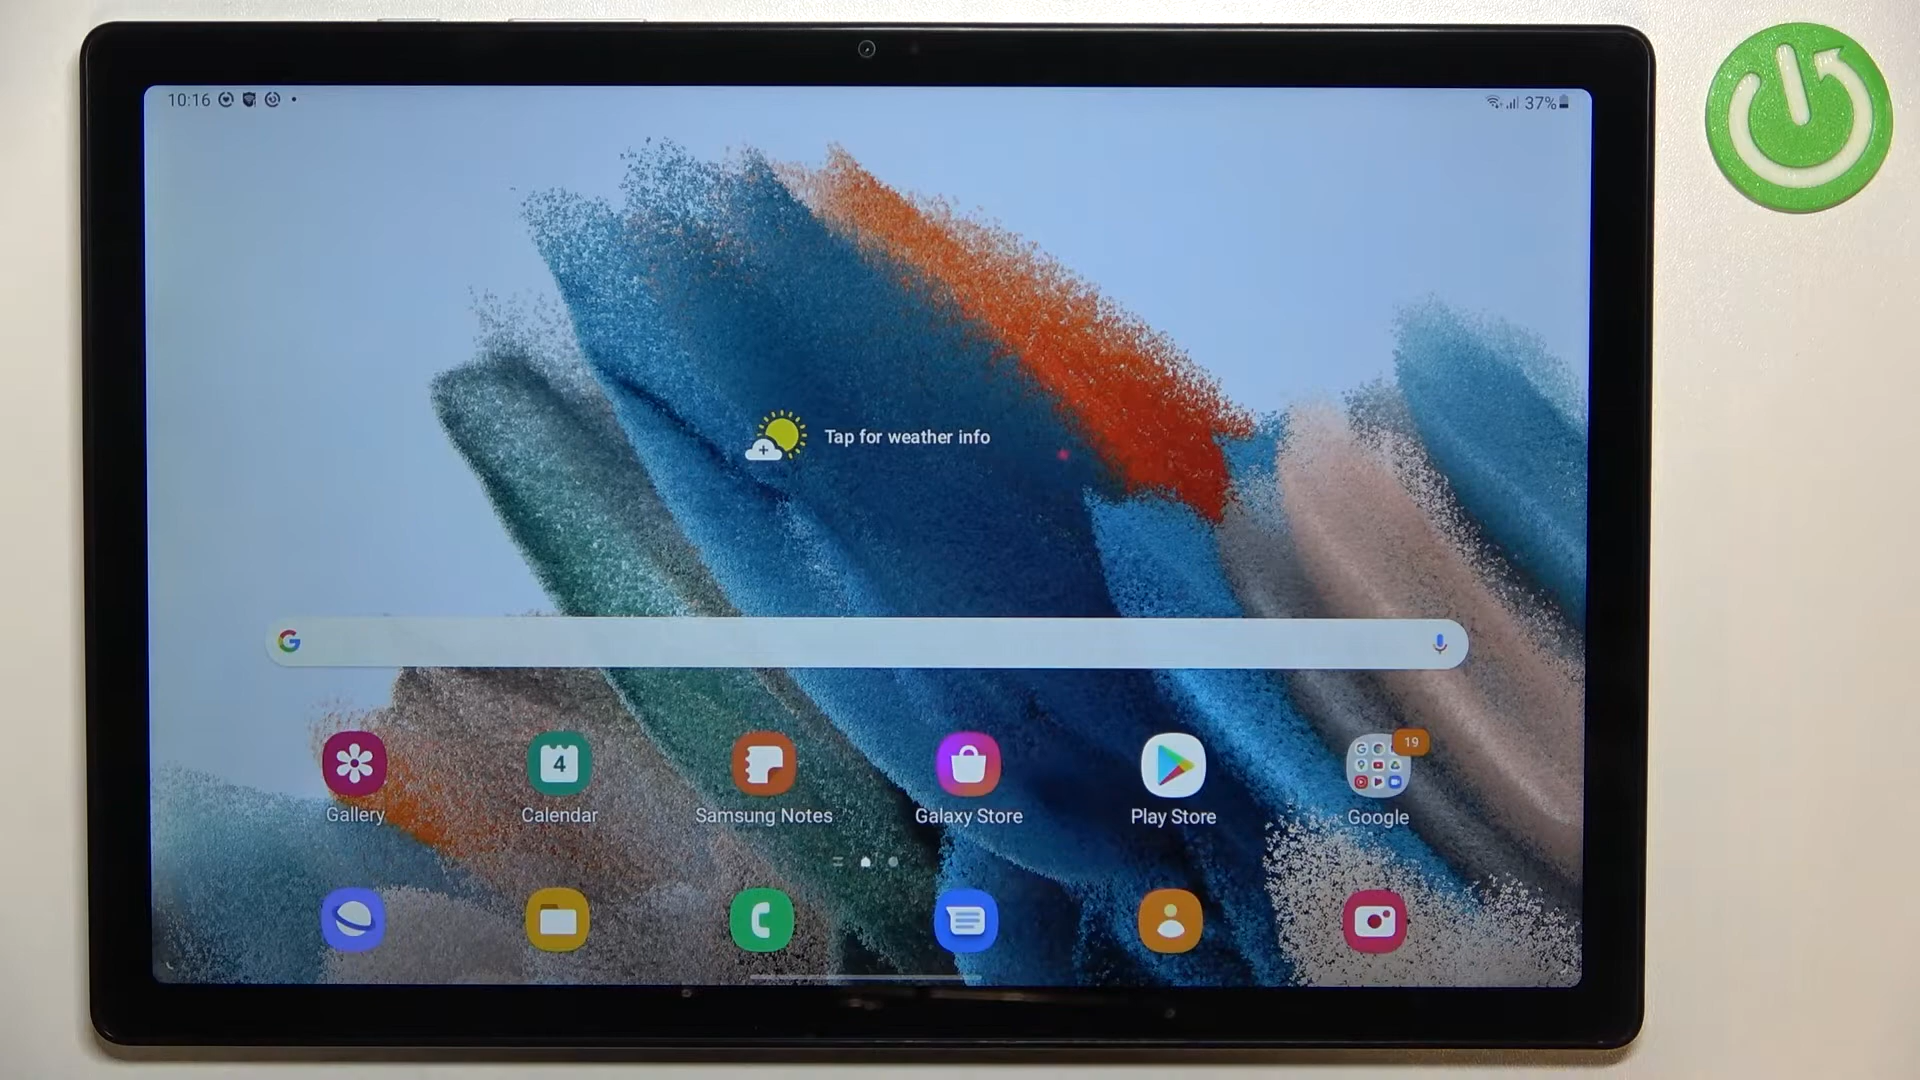 10:16
37%
Tap for weather info
G
19
4
Gallery
Calendar
Samsung Notes
Galaxy Store
Play Store
Google